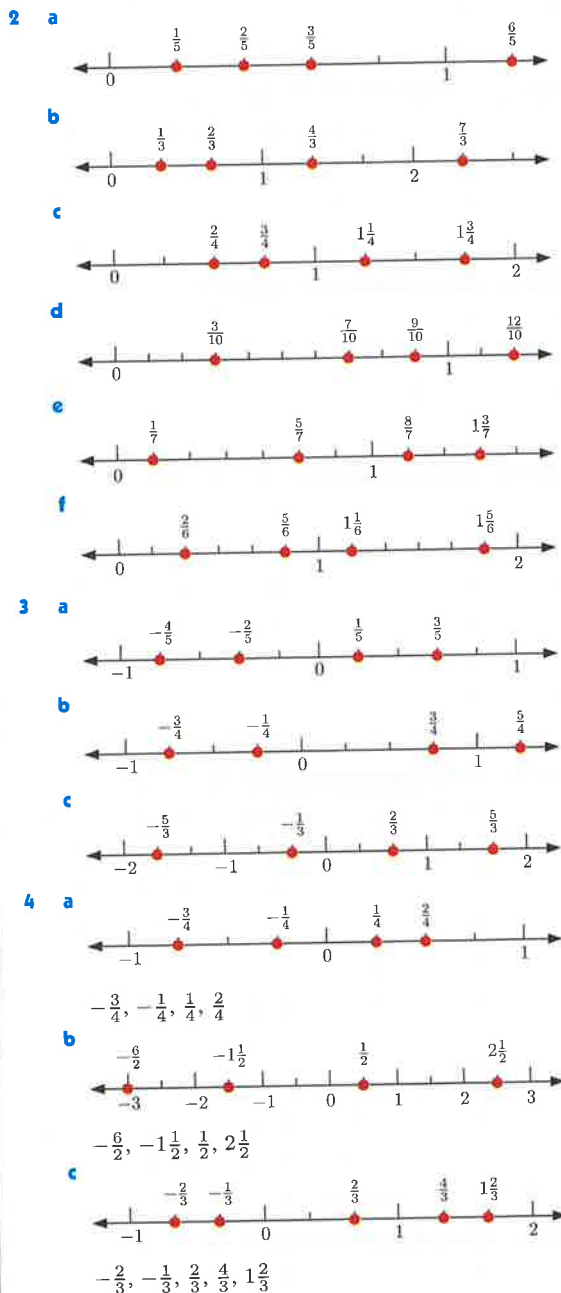 2 a
1/5 2/5 3/5 6/5
0 1
b
1/3 2/3 4/3 7/3
0 1 2
c
2/4 3/4 1 1/4 1 3/4
0 1 2
d
3/10 7/10 9/10 12/10
0 1
e
1/7 5/7 8/7 1 3/7
0 1
f
2/6 5/6 1 1/6 1 5/6
0 1 2
3 a
−4/5 −2/5 1/5 3/5
−1 0 1
b
−3/4 −1/4 3/4 5/4
−1 0 1
c
−5/3 −1/3 2/3 5/3
−2 −1 0 1 2
4 a
−3/4 −1/4 1/4 2/4
−1 0 1
−3/4, −1/4, 1/4, 2/4
b
−6/2 −1 1/2 1/2 2 1/2
−3 −2 −1 0 1 2 3
−6/2, −1 1/2, 1/2, 2 1/2
c
−2/3 −1/3 2/3 4/3 1 2/3
−1 0 1 2
−2/3, −1/3, 2/3, 4/3, 1 2/3